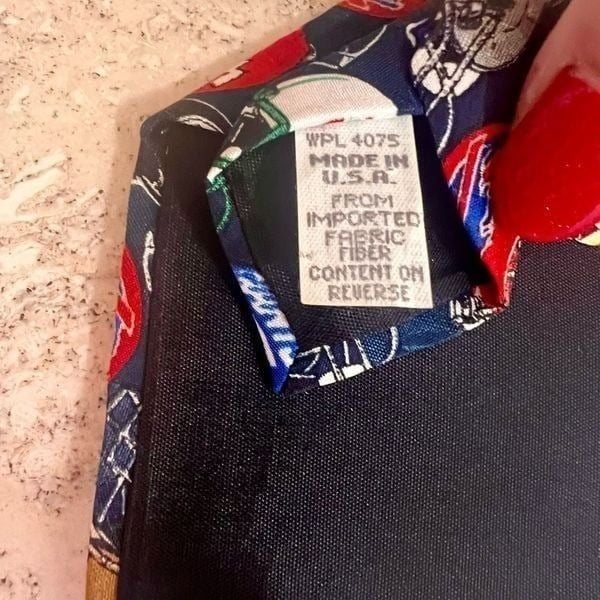 WPL 4075
MADE IN
U.S.A.
FROM
IMPORTED
FABRIC
FIBER
CONTENT ON
REVERSE